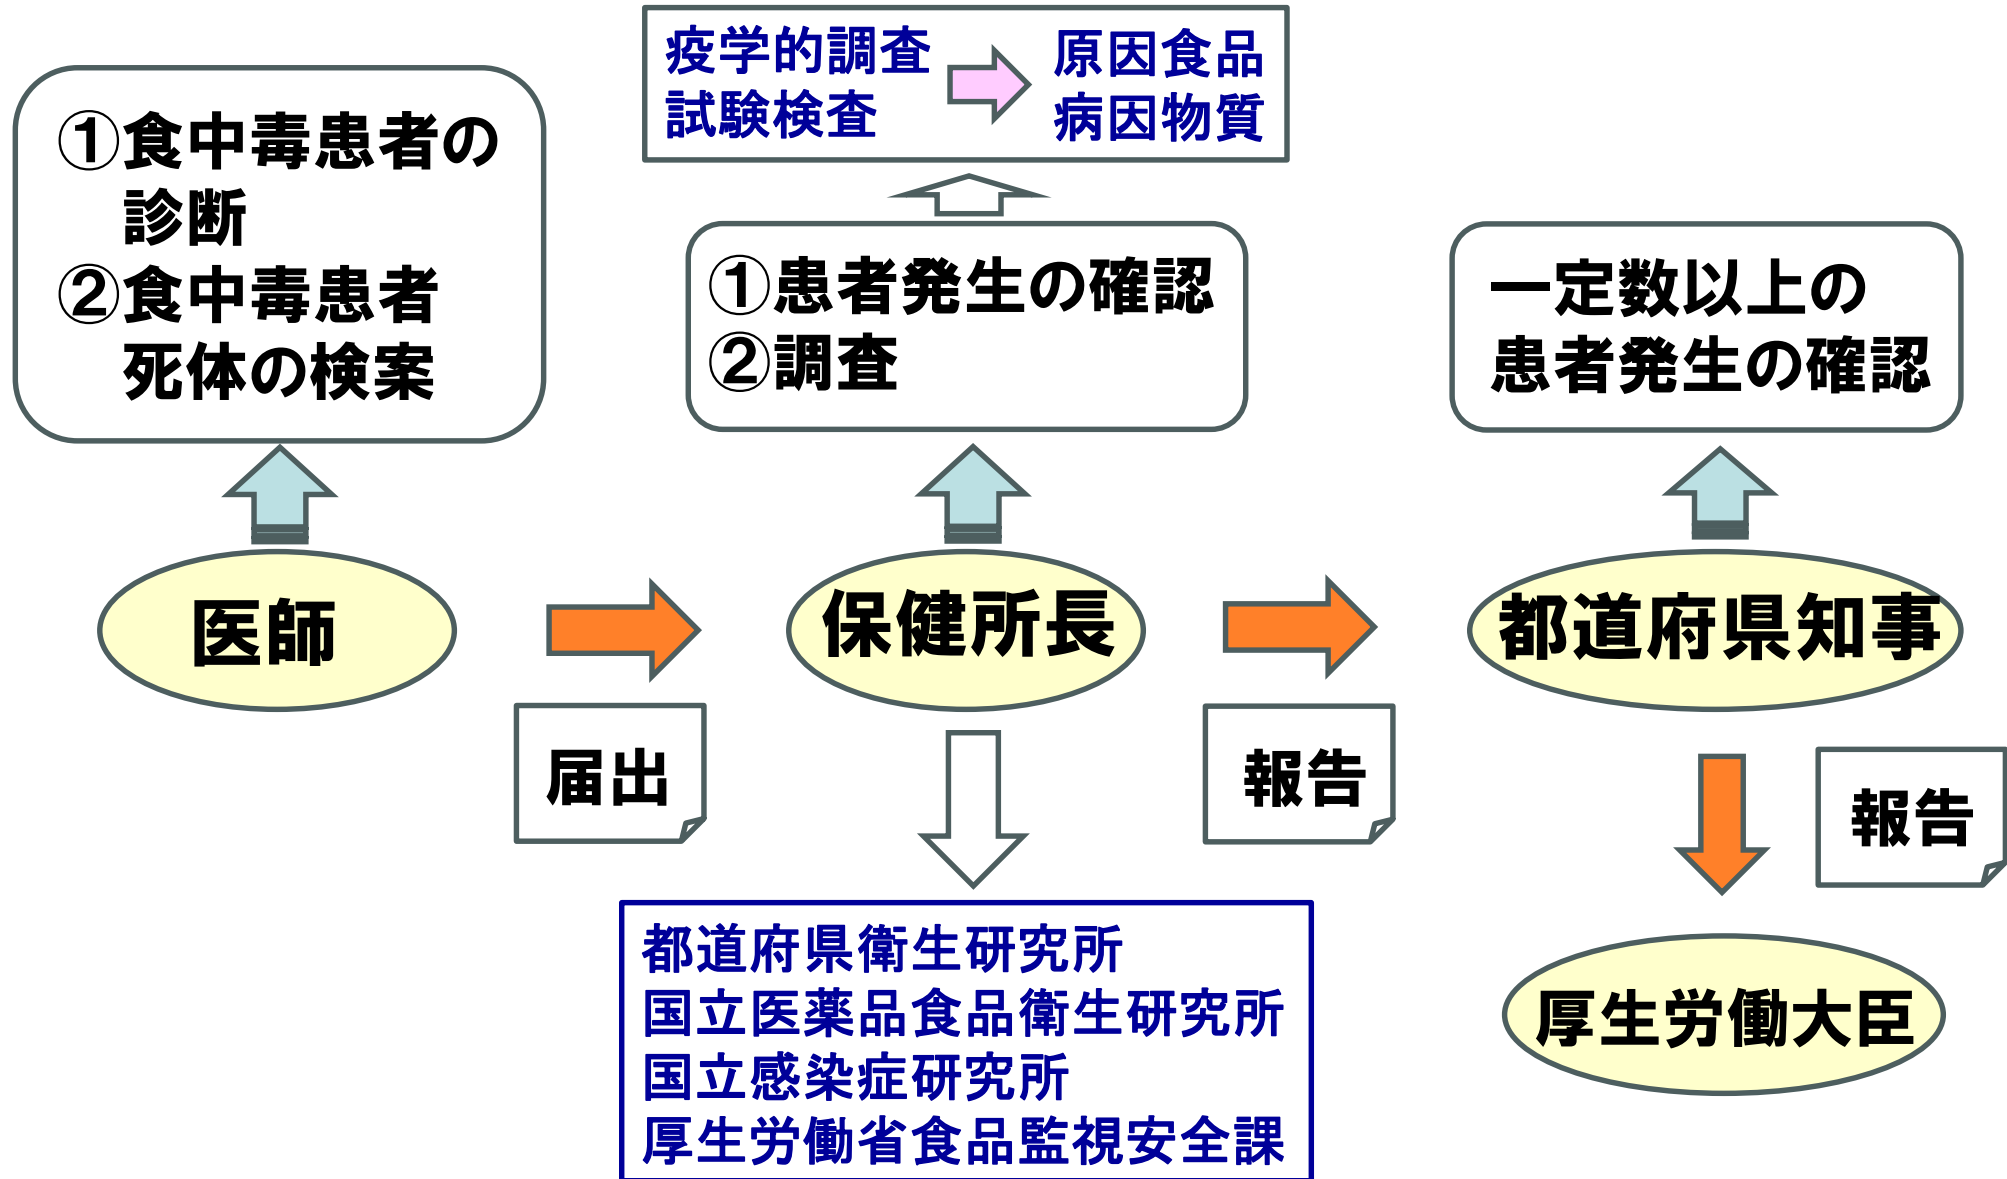 疫学的調査
試験検査
原因食品
病因物質
①食中毒患者の
診断
②食中毒患者
死体の検案
①患者発生の確認
②調査
一定数以上の
患者発生の確認
医師
保健所長
都道府県知事
届出
報告
報告
都道府県衛生研究所
国立医薬品食品衛生研究所
国立感染症研究所
厚生労働省食品監視安全課
厚生労働大臣